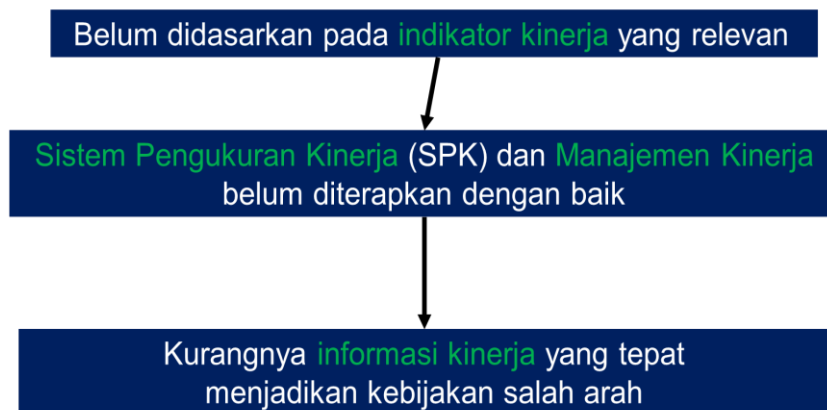 Belum didasarkan pada indikator kinerja yang relevan
Sistem Pengukuran Kinerja (SPK) dan Manajemen Kinerja
belum diterapkan dengan baik
Kurangnya informasi kinerja yang tepat
menjadikan kebijakan salah arah